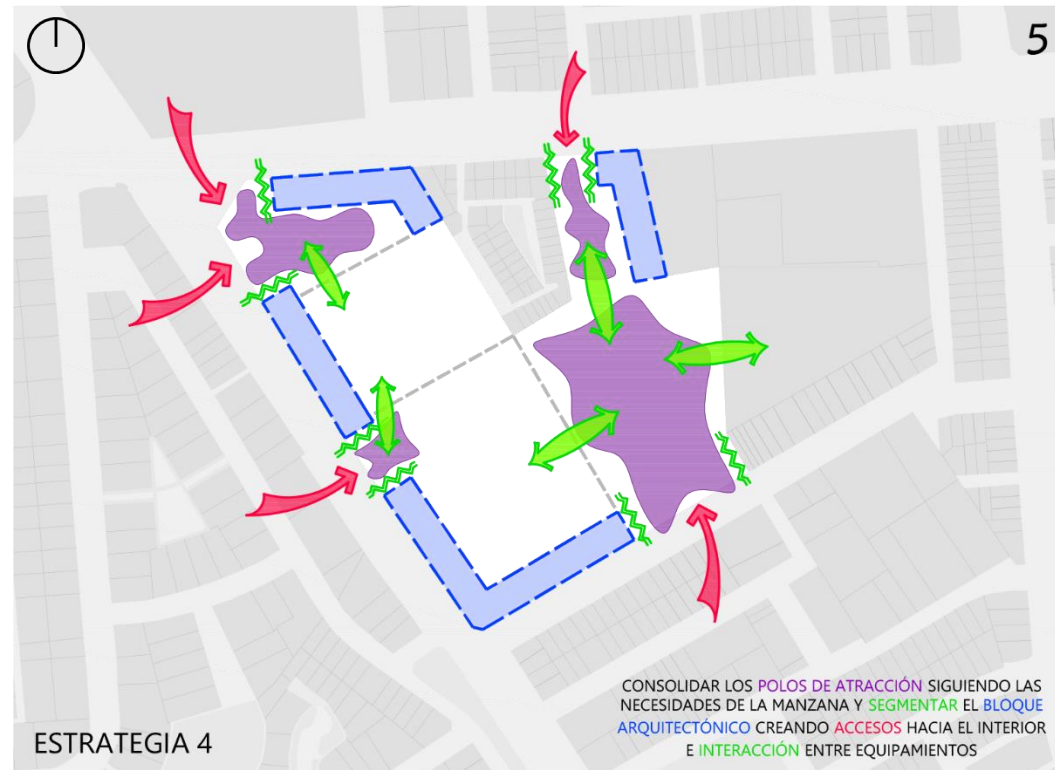 5
CONSOLIDAR LOS POLOS DE ATRACCIÓN SIGUIENDO LAS
NECESIDADES DE LA MANZANA Y SEGMENTAR EL BLOQUE
ARQUITECTÓNICO CREANDO ACCESOS HACIA EL INTERIOR
E INTERACCIÓN ENTRE EQUIPAMIENTOS
ESTRATEGIA 4